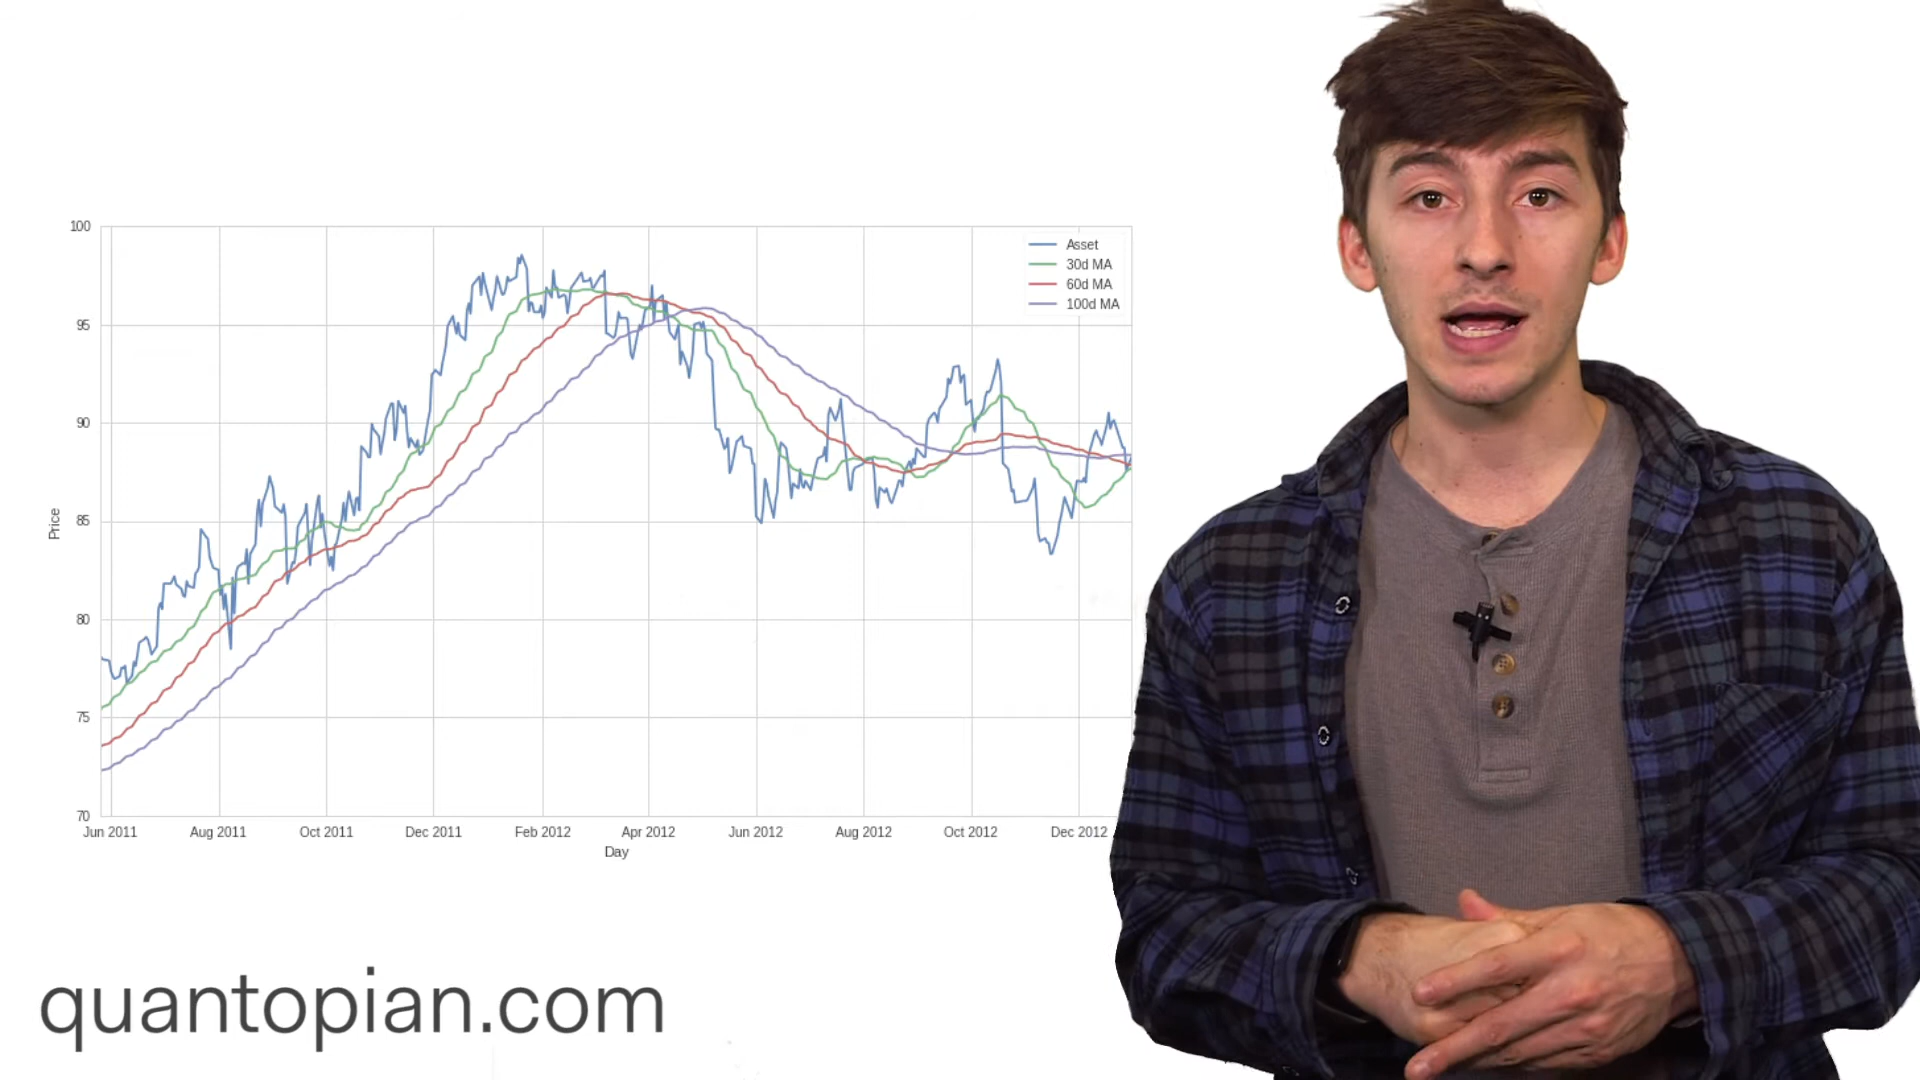 100
95
90
85
80
75
70
Price
Asset
30d MA
60d MA
100d MA
Jun 2011 Aug 2011 Oct 2011 Dec 2011 Feb 2012 Apr 2012 Jun 2012 Aug 2012 Oct 2012 Dec 2012
Day
quantopian.com